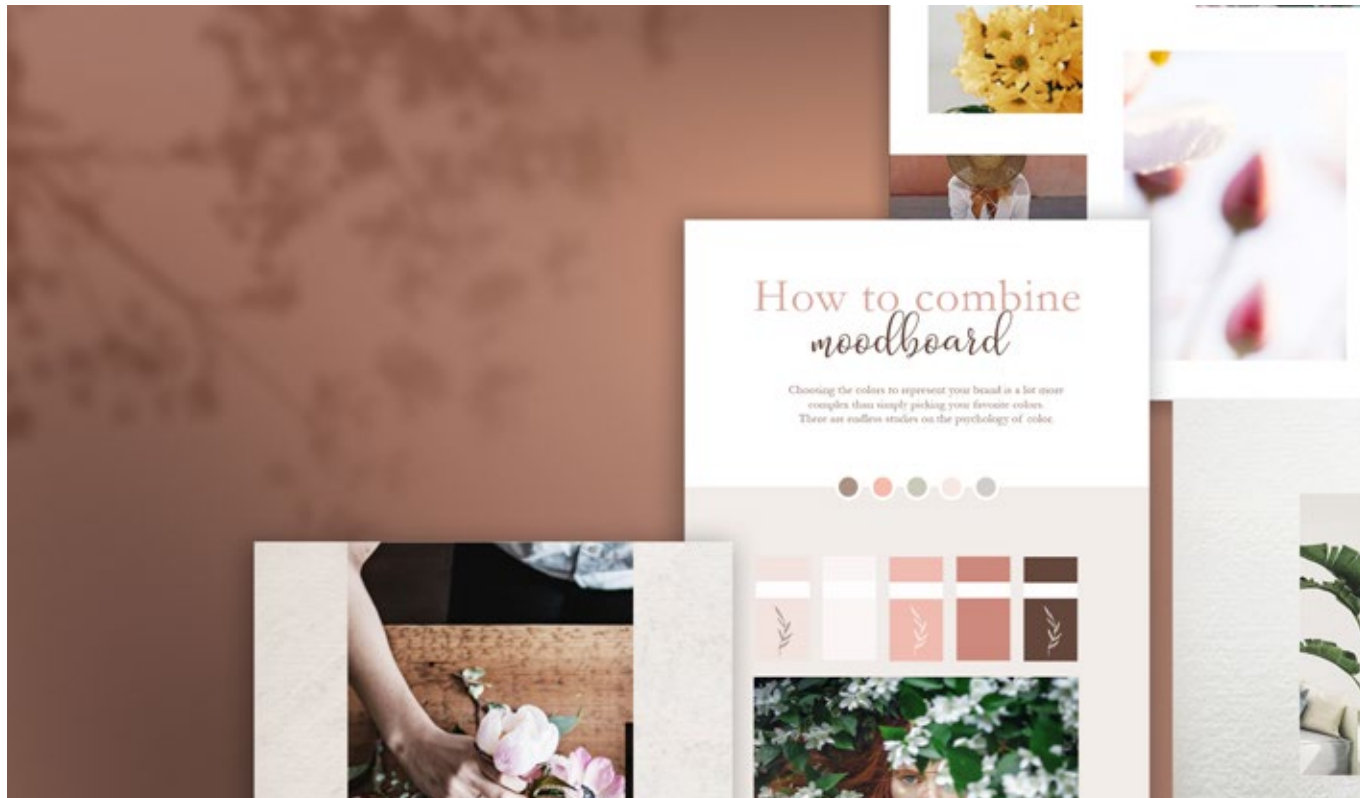 How to combine
moodboard
Choosing the colors to represent your brand is a lot more
complex than simply picking your favorite colors.
There are endless studies on the psychology of color.